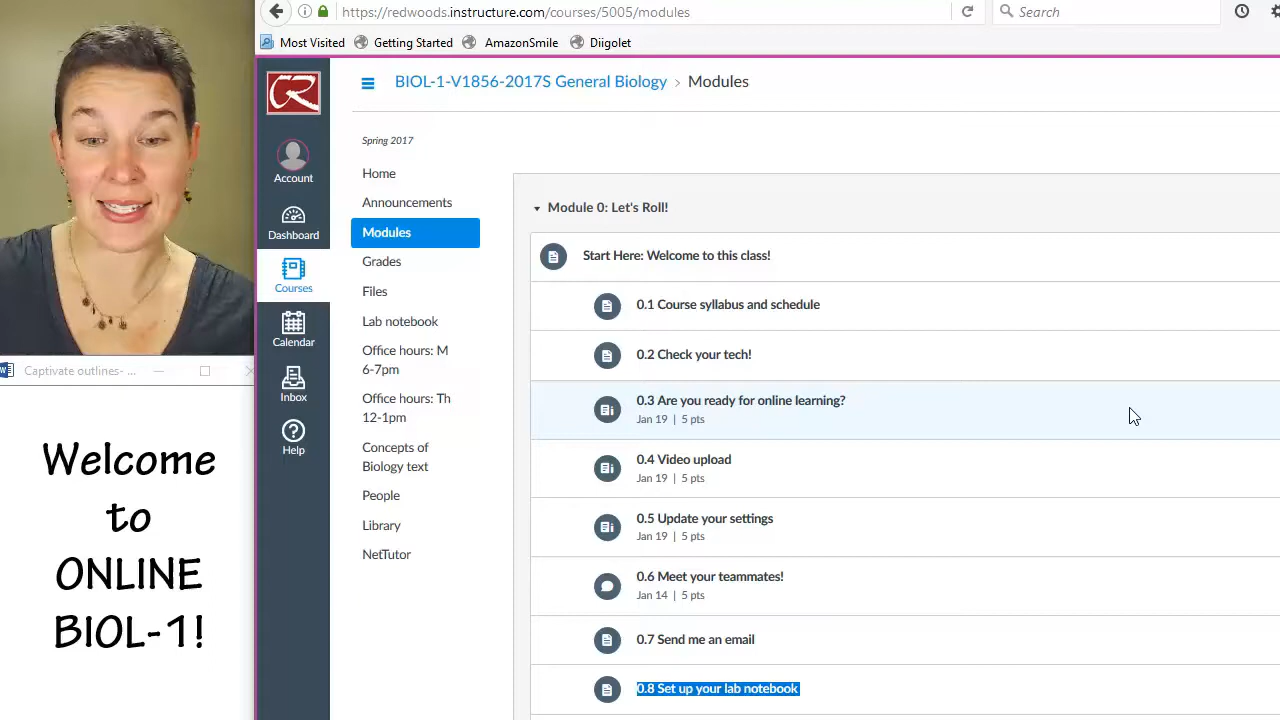 https://redwoods.instructure.com/courses/5005/modules
Search
Most Visited
Getting Started
AmazonSmile
Diigolet
BIOL-1-V1856-2017S General Biology > Modules
Spring 2017
Account
Dashboard
Courses
Calendar
Inbox
Help
Home
Announcements
Modules
Grades
Files
Lab notebook
Office hours: M
6-7pm
Office hours: Th
12-1pm
Concepts of
Biology text
People
Library
NetTutor
Module 0: Let's Roll!
Start Here: Welcome to this class!
0.1 Course syllabus and schedule
0.2 Check your tech!
0.3 Are you ready for online learning?
Jan 19 | 5 pts
0.4 Video upload
Jan 19 | 5 pts
0.5 Update your settings
Jan 19 | 5 pts
0.6 Meet your teammates!
Jan 14 | 5 pts
0.7 Send me an email
0.8 Set up your lab notebook
Captivate outlines- ...
Welcome
to
ONLINE
BIOL-1!